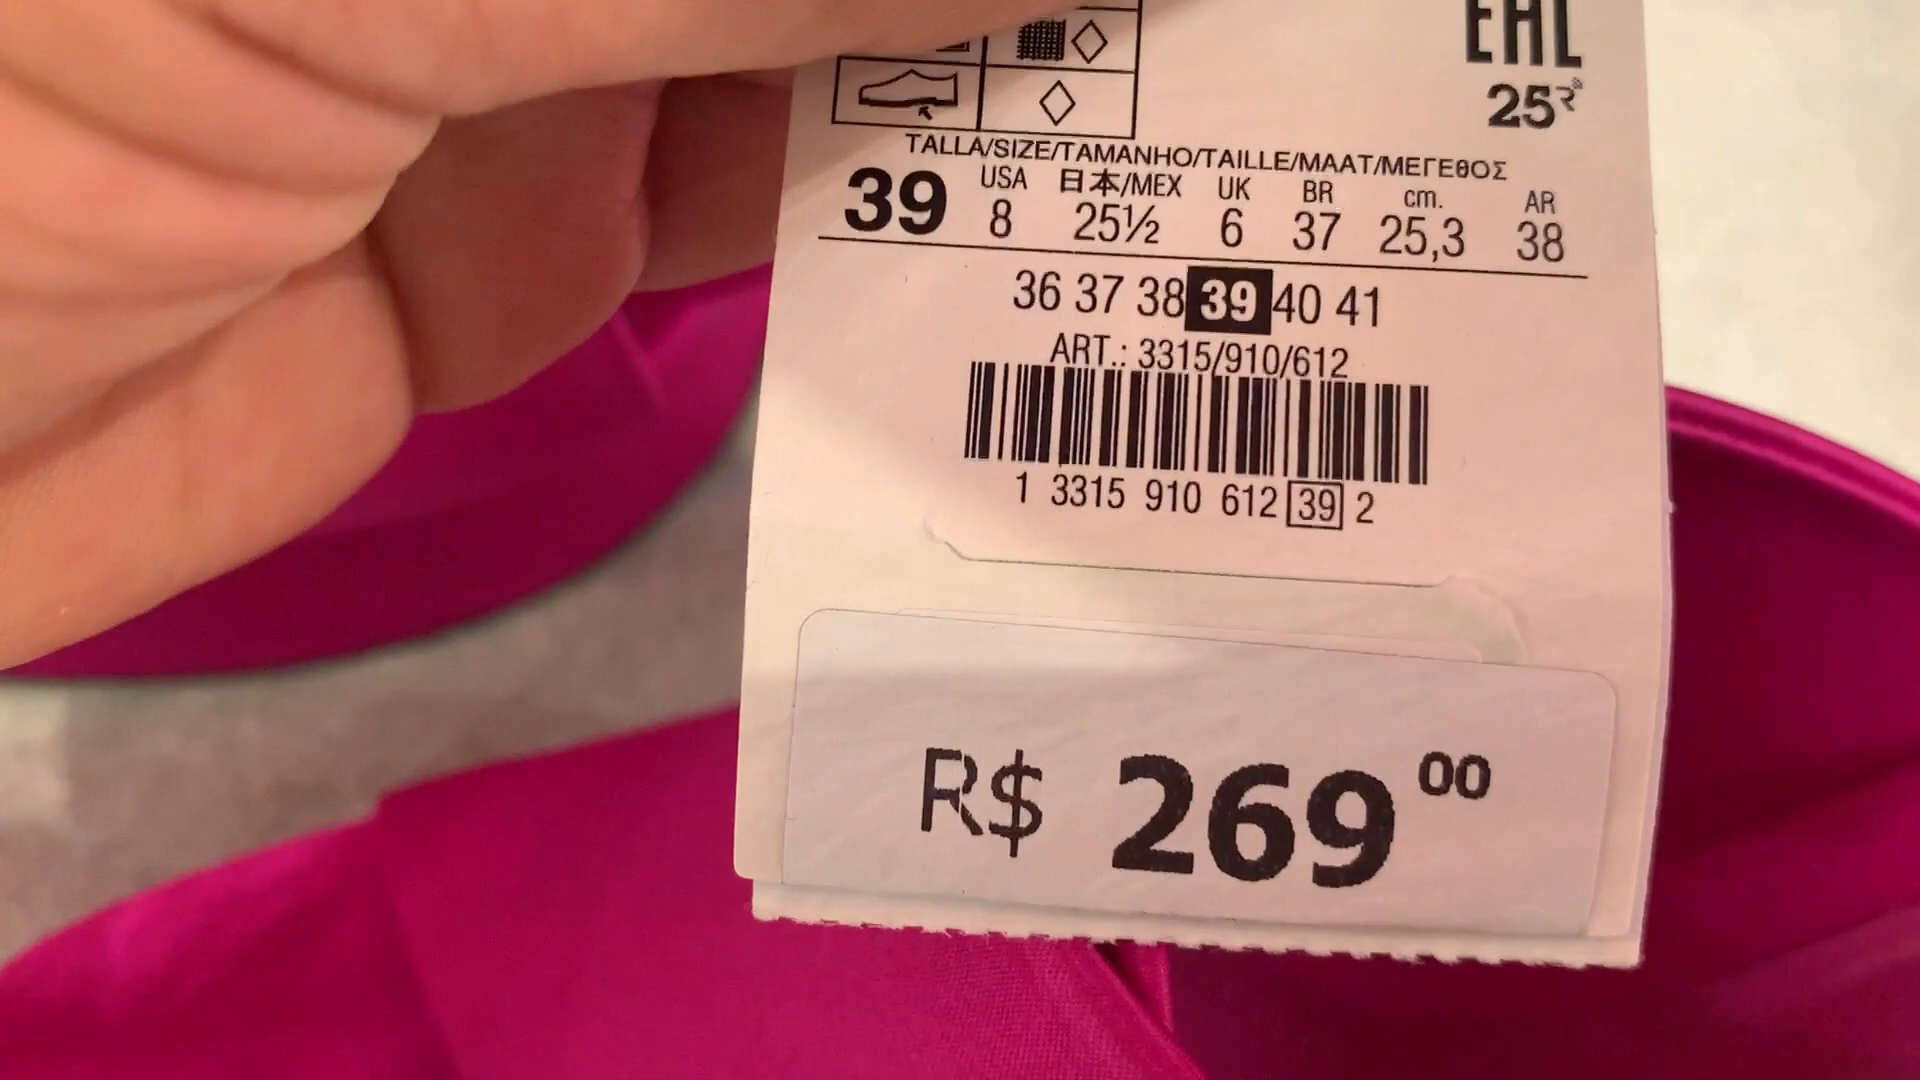 EAC
25
TALLA/SIZE/TAMANHO/TAILLE/MAAT/ΜΕΓΕΘΟΣ
39 USA 日本/MEX UK BR cm. AR
8 25½ 6 37 25,3 38
36 37 38 39 40 41
ART.: 3315/910/612
1 3315 910 612 39 2
R$ 269 00